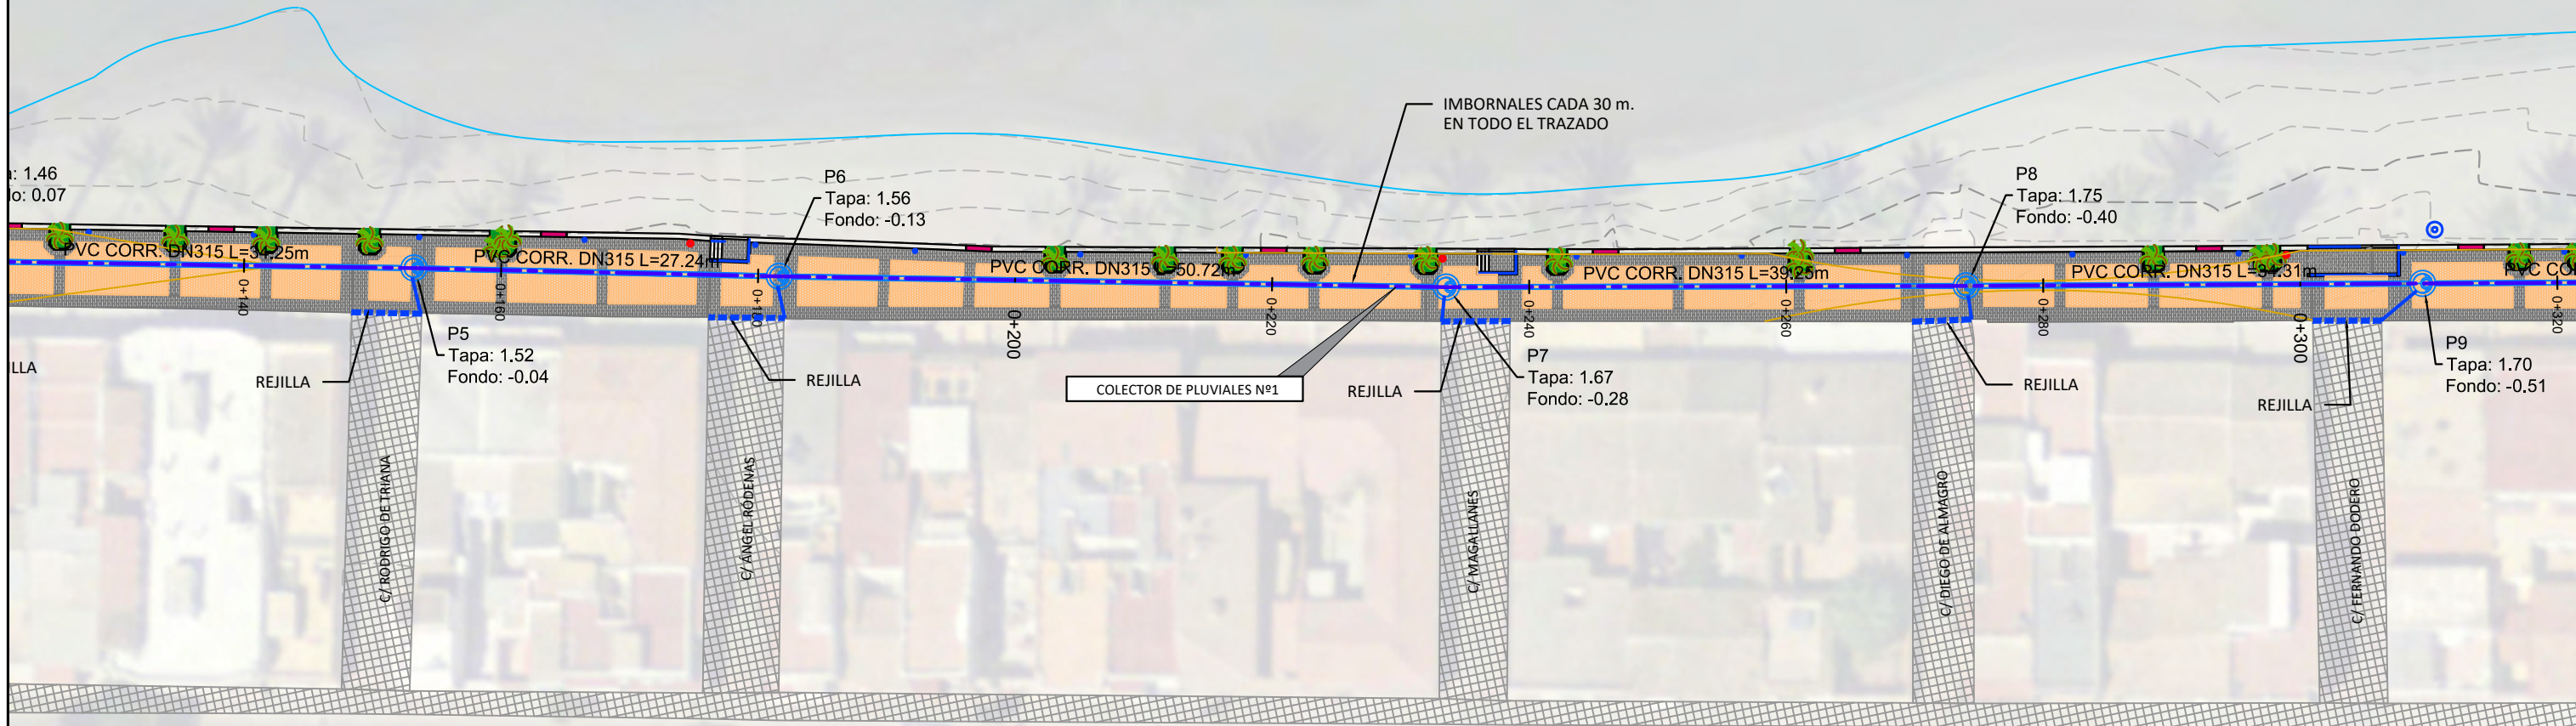 IMBORNALES CADA 30 m.
EN TODO EL TRAZADO
: 1.46
o: 0.07
P6
Tapa: 1.56
Fondo: -0.13
P8
Tapa: 1.75
Fondo: -0.40
PVC CORR. DN315 L=34.25m
PVC CORR. DN315 L=27.24m
PVC CORR. DN315 L=50.72m
PVC CORR. DN315 L=39.25m
PVC CORR. DN315 L=34.31m
PVC CO
0+140
0+160
0+180
0+200
0+220
0+240
0+260
0+280
0+300
0+320
P5
Tapa: 1.52
Fondo: -0.04
P7
Tapa: 1.67
Fondo: -0.28
P9
Tapa: 1.70
Fondo: -0.51
ILLA
REJILLA
REJILLA
COLECTOR DE PLUVIALES Nº1
REJILLA
REJILLA
REJILLA
C/ RODRIGO DE TRIANA
C/ ÁNGEL RÓDENAS
C/ MAGALLANES
C/ DIEGO DE ALMAGRO
C/ FERNANDO DODERO